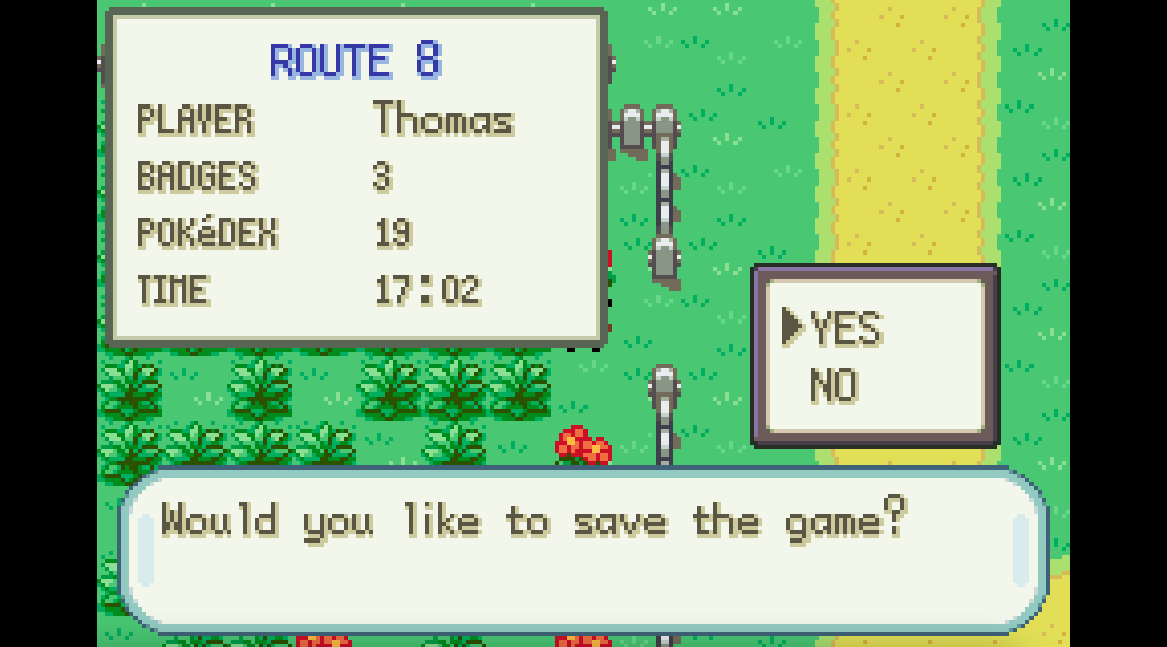 ROUTE 8
PLAYER Thomas
BADGES 3
POKéDEX 19
TIME 17:02
YES
NO
Would you like to save the game?